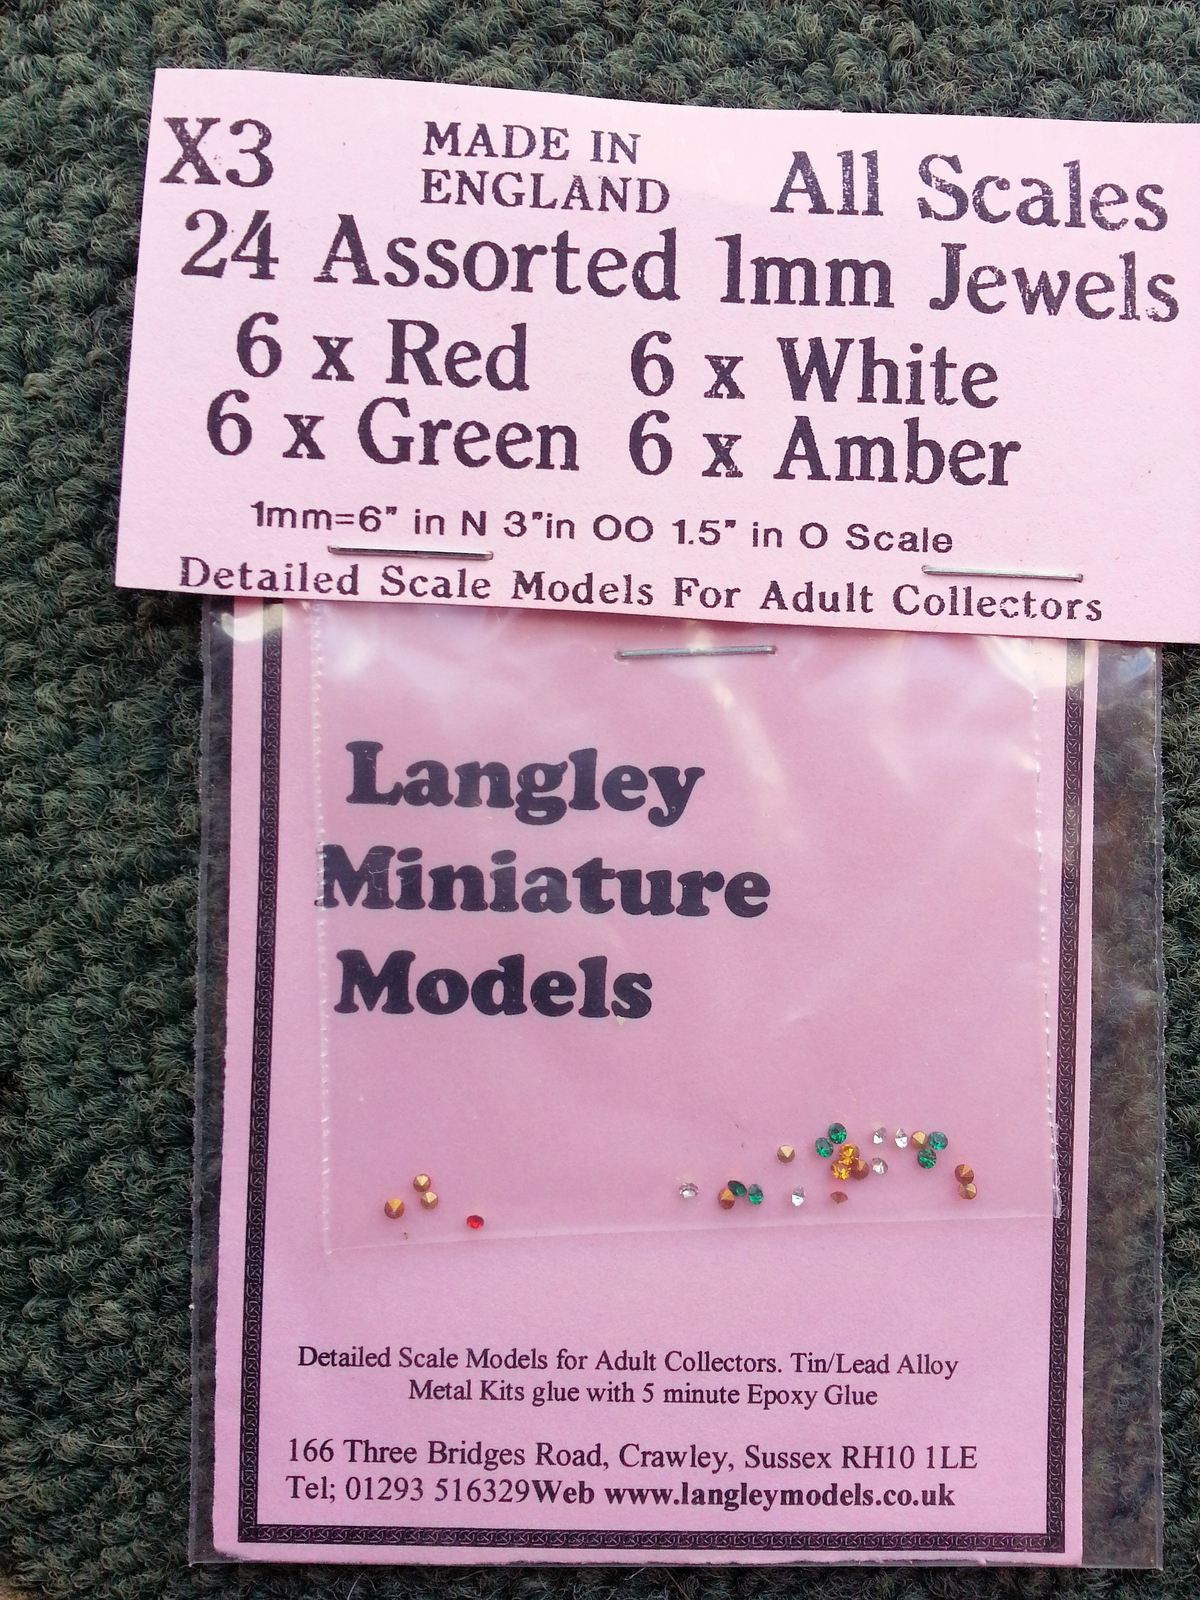 X3 MADE IN ENGLAND All Scales
24 Assorted 1mm Jewels
6 x Red 6 x White
6 x Green 6 x Amber
1mm=6" in N 3"in OO 1.5" in O Scale
Detailed Scale Models For Adult Collectors
Langley
Miniature
Models
Detailed Scale Models for Adult Collectors. Tin/Lead Alloy
Metal Kits glue with 5 minute Epoxy Glue
166 Three Bridges Road, Crawley, Sussex RH10 1LE
Tel; 01293 516329Web www.langleymodels.co.uk